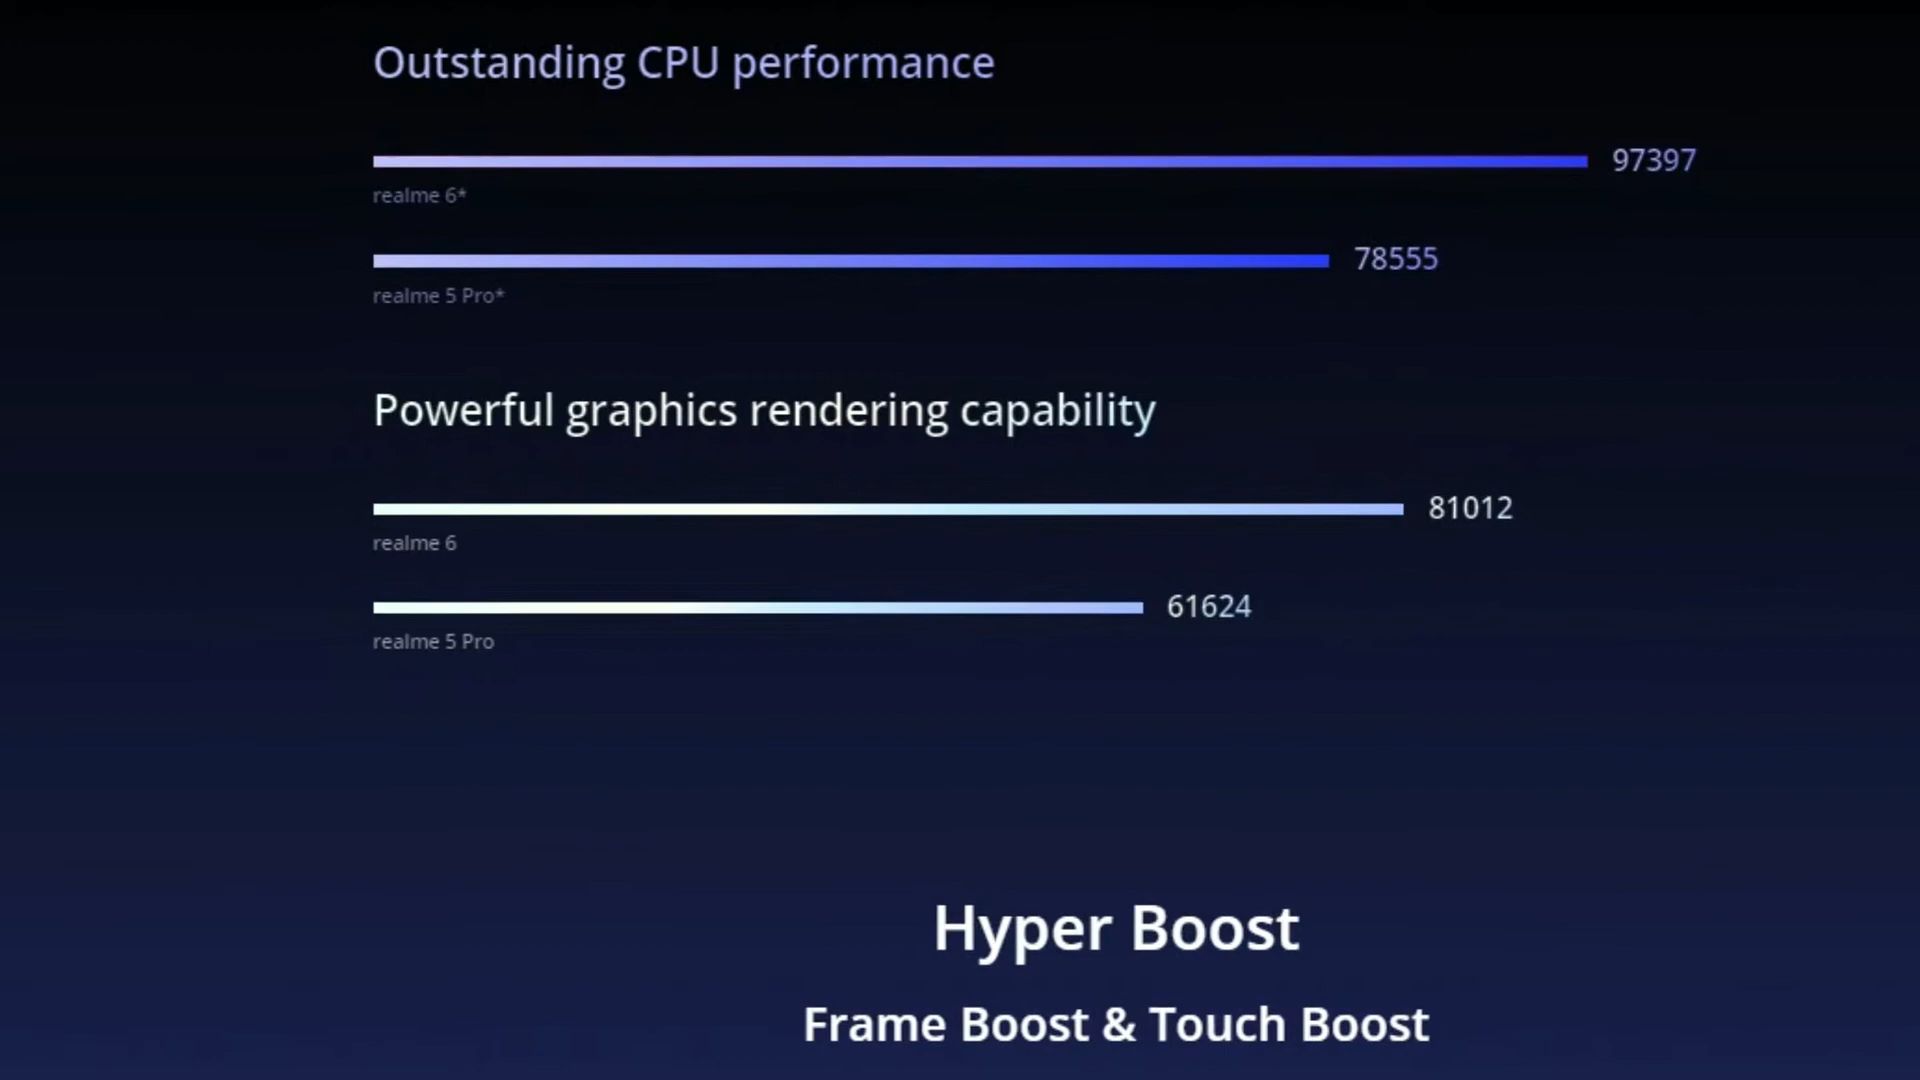 Outstanding CPU performance
97397
realme 6*
78555
realme 5 Pro*
Powerful graphics rendering capability
81012
realme 6
61624
realme 5 Pro
Hyper Boost
Frame Boost & Touch Boost